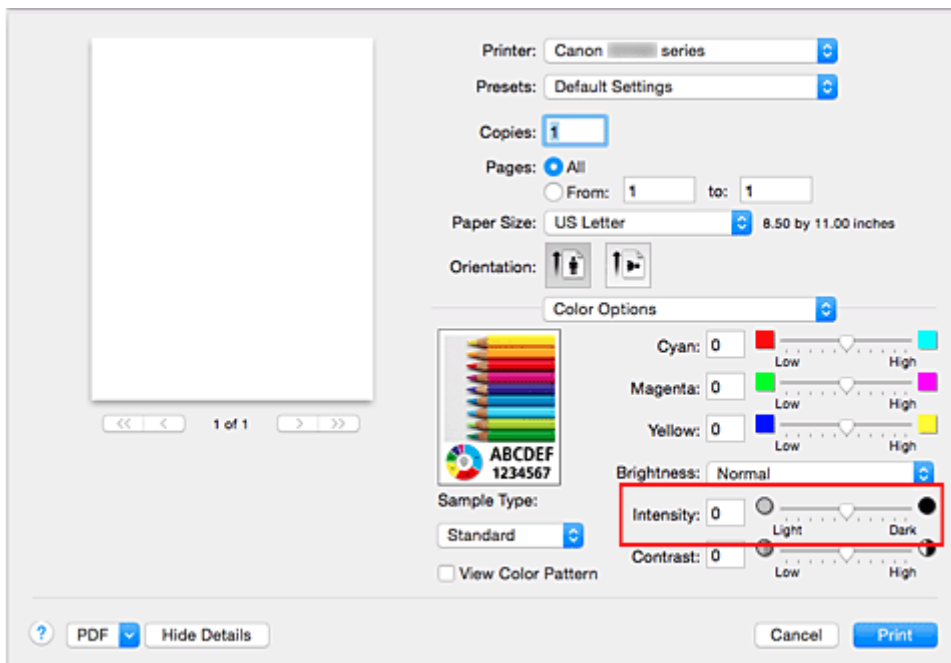 Printer: Canon series
Presets: Default Settings
Copies: 1
Pages: All
From: 1 to: 1
Paper Size: US Letter 8.50 by 11.00 inches
Orientation:
Color Options
Cyan: 0
Low High
Magenta: 0
Low High
Yellow: 0
Low High
Brightness: Normal
Intensity: 0
Light Dark
Contrast: 0
Low High
ABCDEF
1234567
Sample Type:
Standard
View Color Pattern
<< < 1 of 1 > >>
? PDF Hide Details Cancel Print